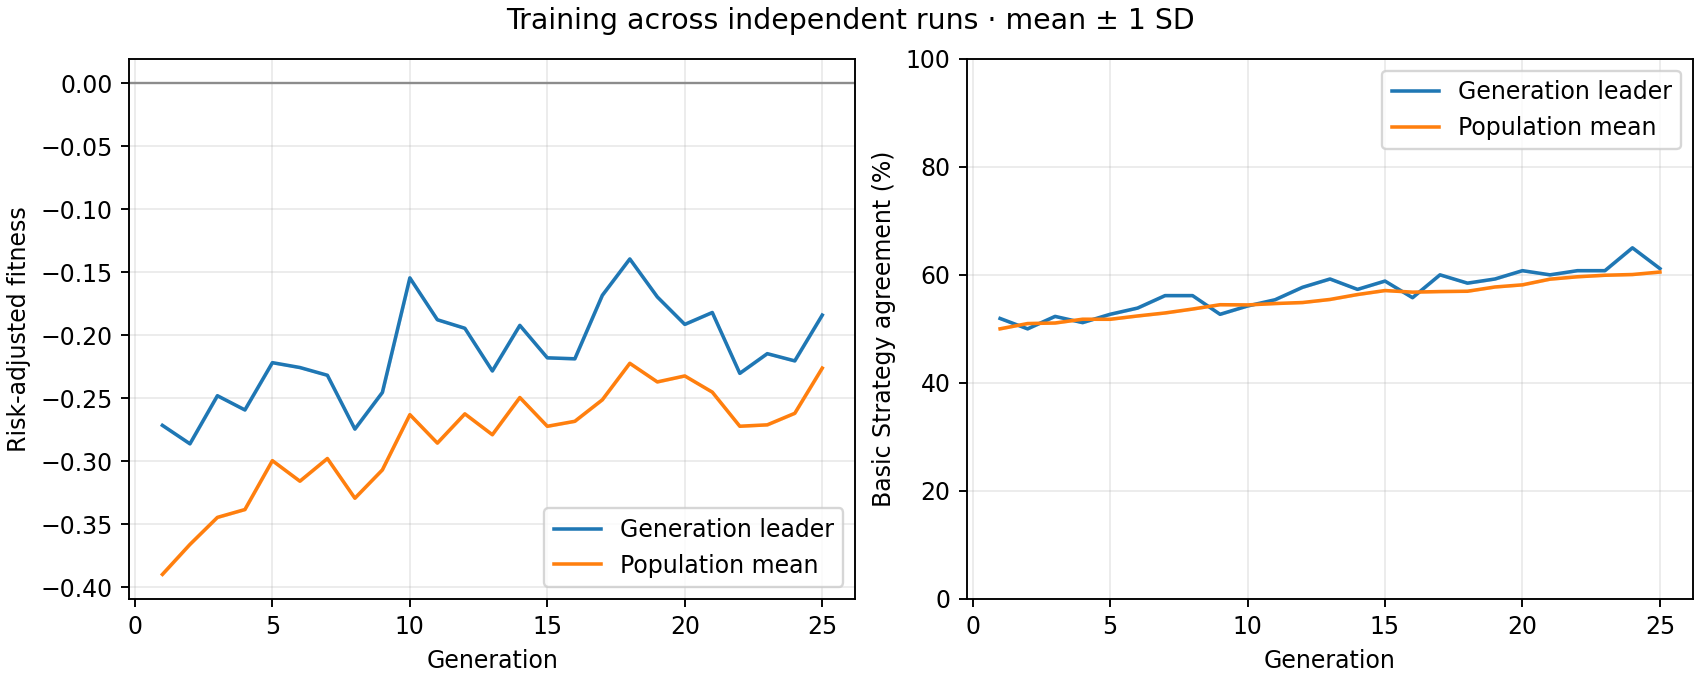 Training across independent runs · mean ± 1 SD
Risk-adjusted fitness
0.00
−0.05
−0.10
−0.15
−0.20
−0.25
−0.30
−0.35
−0.40
Generation leader
Population mean
0 5 10 15 20 25
Generation
Basic Strategy agreement (%)
100
80
60
40
20
0
Generation leader
Population mean
0 5 10 15 20 25
Generation